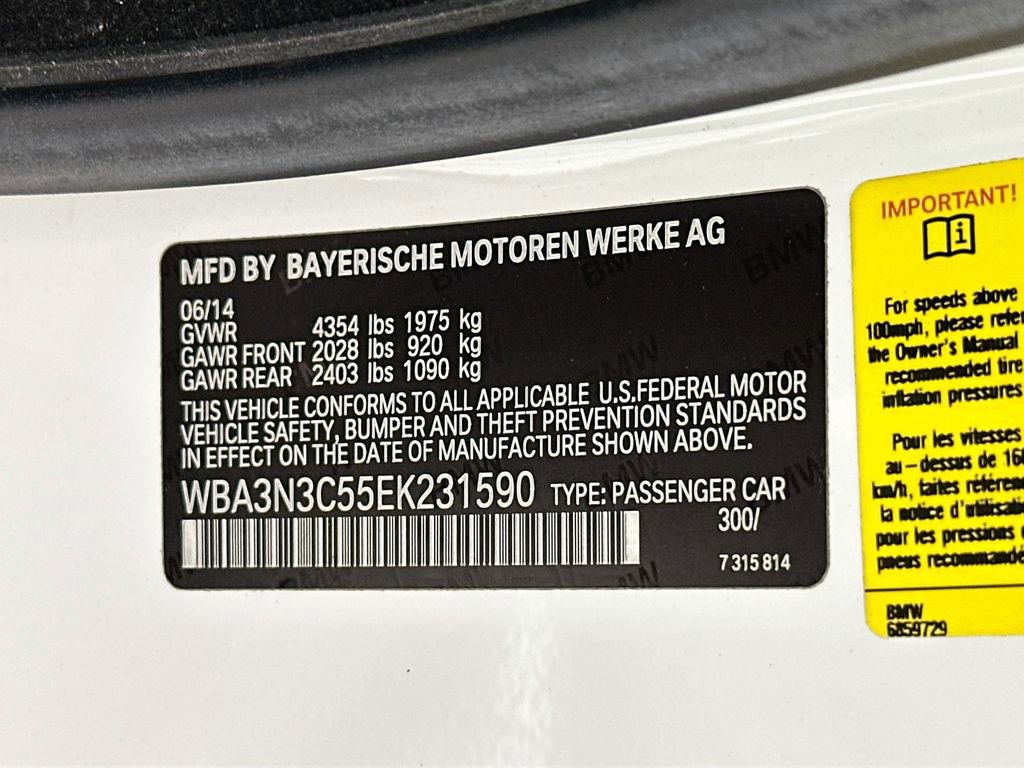 MFD BY BAYERISCHE MOTOREN WERKE AG
06/14
GVWR 4354 lbs 1975 kg
GAWR FRONT 2028 lbs 920 kg
GAWR REAR 2403 lbs 1090 kg
THIS VEHICLE CONFORMS TO ALL APPLICABLE U.S.FEDERAL MOTOR
VEHICLE SAFETY, BUMPER AND THEFT PREVENTION STANDARDS
IN EFFECT ON THE DATE OF MANUFACTURE SHOWN ABOVE.
WBA3N3C55EK231590 TYPE: PASSENGER CAR
300/
7 315 814
IMPORTANT!
For speeds above
100mph, please refer
the Owner's Manual
recommended tire
inflation pressures
Pour les vitesses
au-dessus de 160
km/h, faites
la notice
pour les pressions
pneus
BMW
6859729